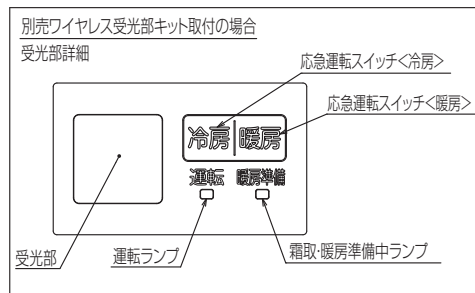 別売ワイヤレス受光部キット取付の場合
受光部詳細
応急運転スイッチ<冷房>
応急運転スイッチ<暖房>
冷房 暖房
運転 暖房準備
受光部
運転ランプ
霜取・暖房準備中ランプ